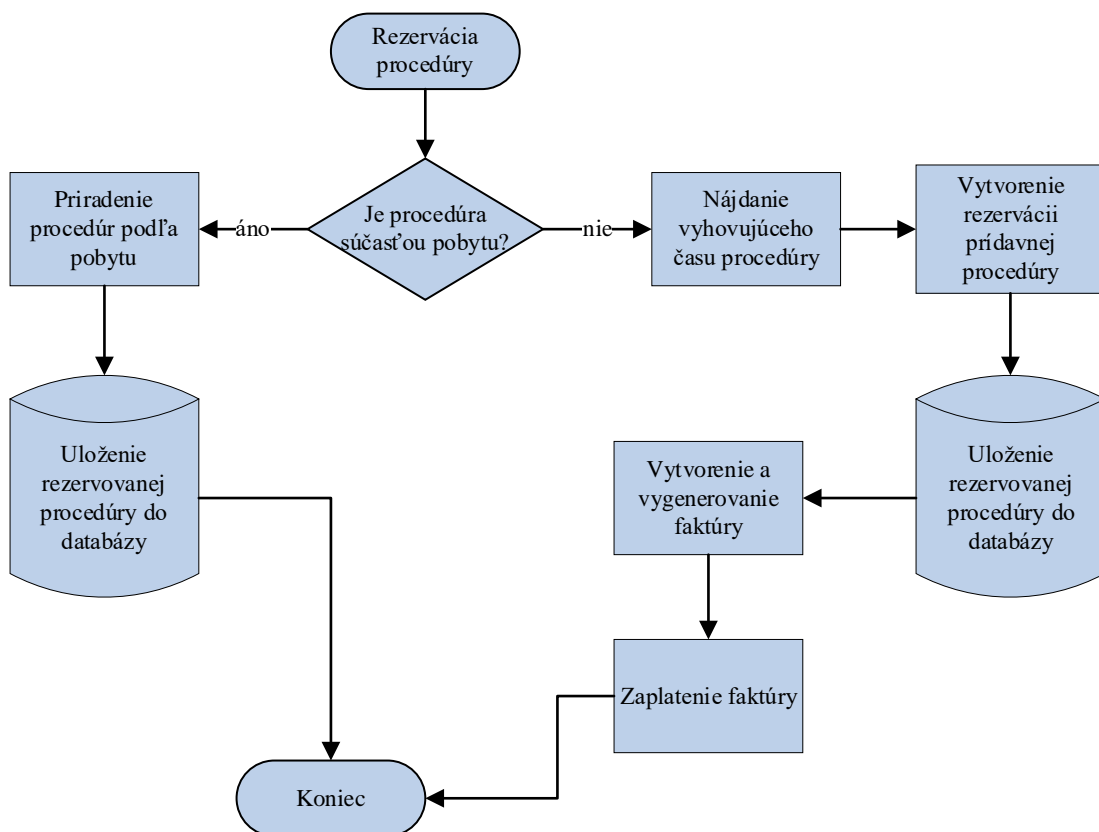 Rezervácia
procedúry
Je procedúra
súčasťou pobytu?
áno
nie
Priradenie
procedúr podľa
pobytu
Nájdanie
vyhovujúceho
času procedúry
Vytvorenie
rezervácii
prídavnej
procedúry
Uloženie
rezervovanej
procedúry do
databázy
Vytvorenie a
vygenerovanie
faktúry
Uloženie
rezervovanej
procedúry do
databázy
Zaplatenie faktúry
Koniec